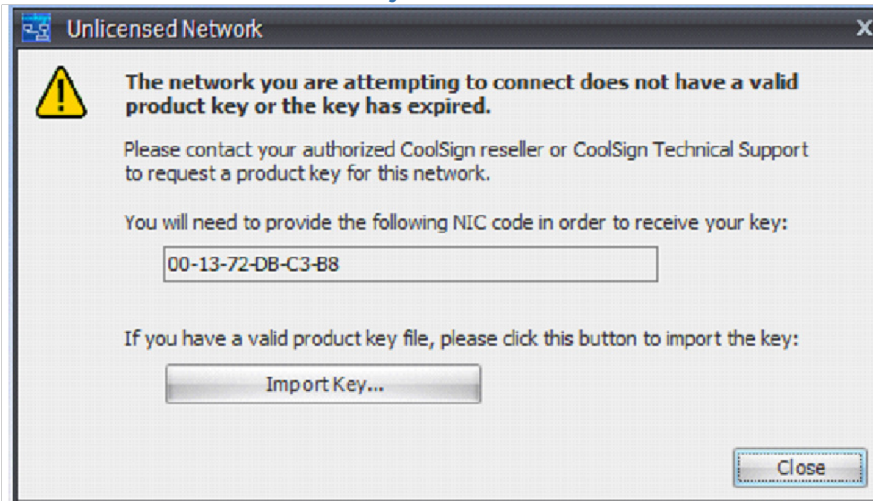 Unlicensed Network
The network you are attempting to connect does not have a valid
product key or the key has expired.
Please contact your authorized CoolSign reseller or CoolSign Technical Support
to request a product key for this network.
You will need to provide the following NIC code in order to receive your key:
00-13-72-DB-C3-B8
If you have a valid product key file, please click this button to import the key:
Import Key...
Close